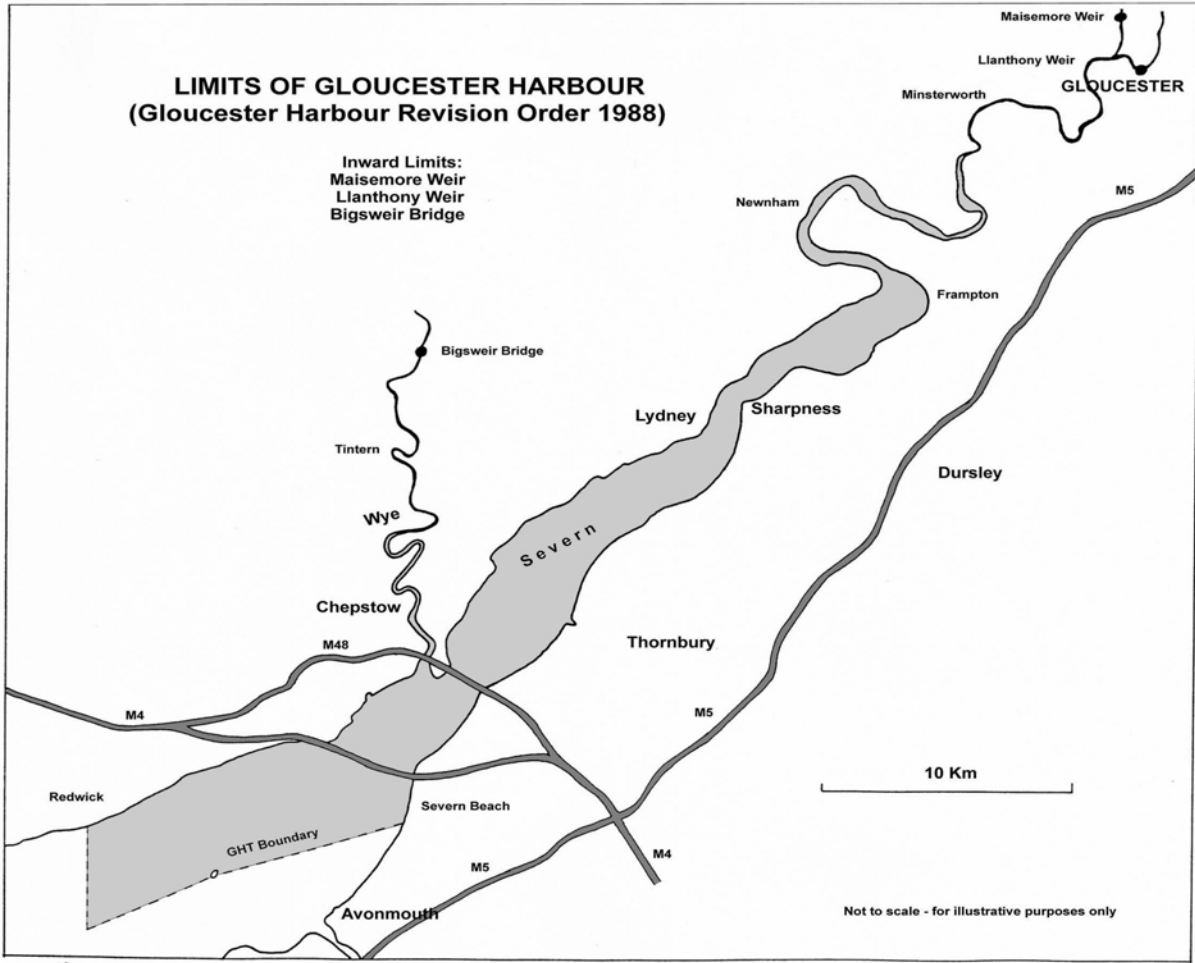 Maisemore Weir
Llanthony Weir
GLOUCESTER
LIMITS OF GLOUCESTER HARBOUR
(Gloucester Harbour Revision Order 1988)
Minsterworth
Inward Limits:
Maisemore Weir
Llanthony Weir
Bigsweir Bridge
M5
Newnham
Frampton
Bigsweir Bridge
Lydney
Sharpness
Tintern
Dursley
Wye
Severn
Chepstow
Thornbury
M48
M4
M5
10 Km
Redwick
Severn Beach
GHT Boundary
M4
M5
Avonmouth
Not to scale - for illustrative purposes only